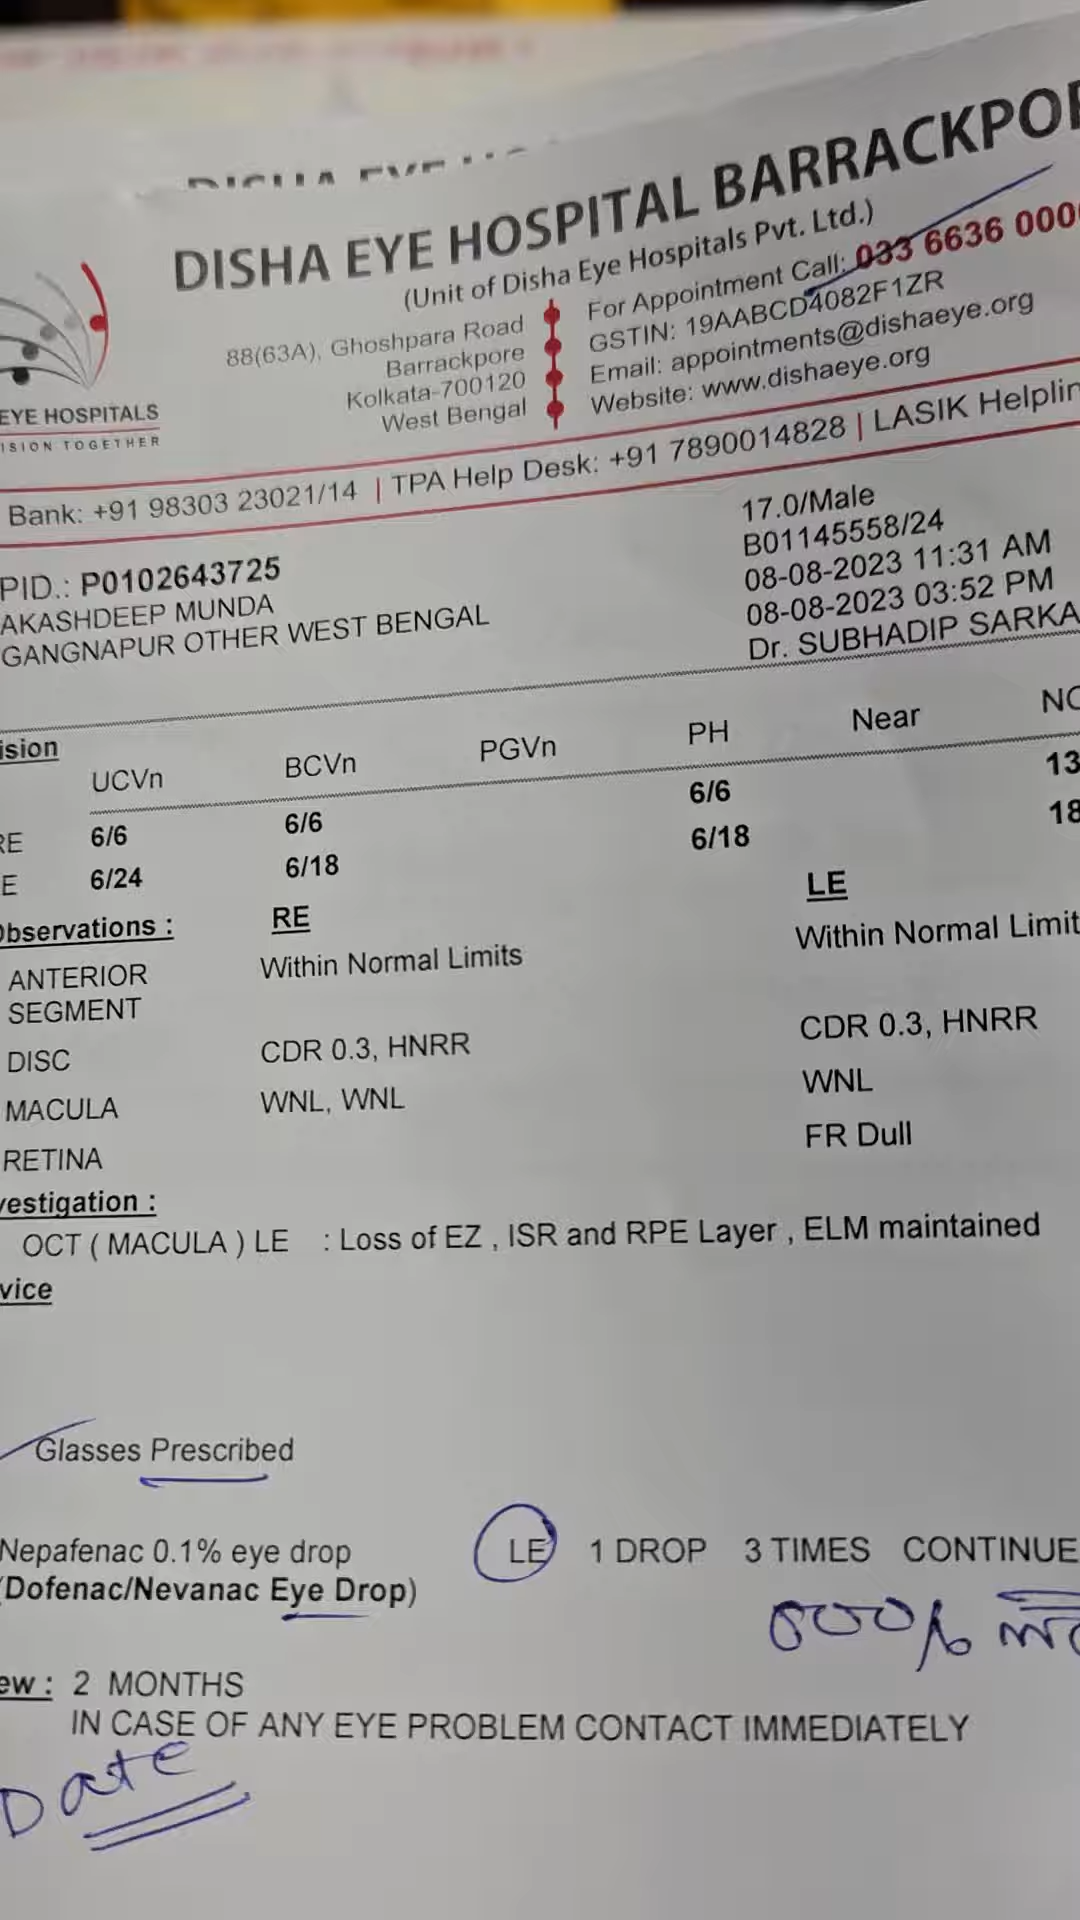 DISHA EYE HOSPITAL BARRACKPOR
(Unit of Disha Eye Hospitals Pvt. Ltd.)
88(63A), Ghoshpara Road
Barrackpore
Kolkata-700120
West Bengal
For Appointment Call: 033 6636 000
GSTIN: 19AABCD4082F1ZR
Email: appointments@dishaeye.org
Website: www.dishaeye.org
EYE HOSPITALS
ISION TOGETHER
Bank: +91 98303 23021/14 | TPA Help Desk: +91 7890014828 | LASIK Helplin
PID.: P0102643725
AKASHDEEP MUNDA
GANGNAPUR OTHER WEST BENGAL
17.0/Male
B01145558/24
08-08-2023 11:31 AM
08-08-2023 03:52 PM
Dr. SUBHADIP SARKA
ision UCVn BCVn PGVn PH Near NC
RE 6/6 6/6 6/6 13
E 6/24 6/18 6/18 18
Observations : RE LE
ANTERIOR SEGMENT Within Normal Limits Within Normal Limit
DISC CDR 0.3, HNRR CDR 0.3, HNRR
MACULA WNL, WNL WNL
RETINA FR Dull
vestigation :
OCT ( MACULA ) LE : Loss of EZ , ISR and RPE Layer , ELM maintained
vice
Glasses Prescribed
Nepafenac 0.1% eye drop LE 1 DROP 3 TIMES CONTINUE
(Dofenac/Nevanac Eye Drop)
ew : 2 MONTHS
IN CASE OF ANY EYE PROBLEM CONTACT IMMEDIATELY
Date